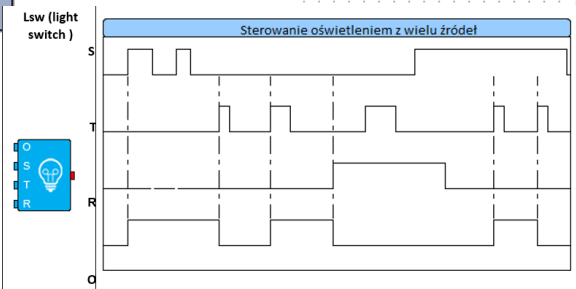 Lsw (light
switch )
Sterowanie oświetleniem z wielu źródeł
S
T
R
O
O
S
T
R